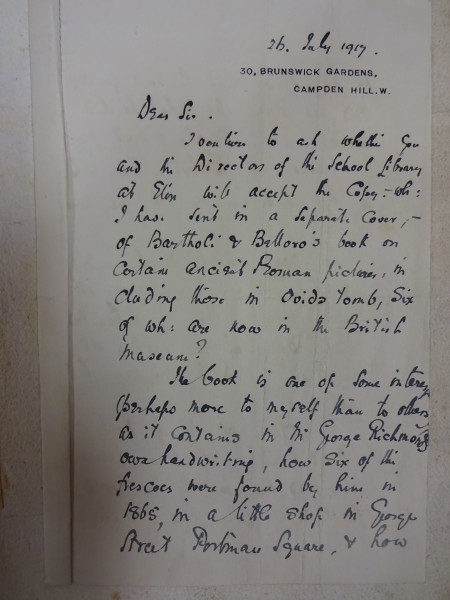 26. July 1917.
30, BRUNSWICK GARDENS,
CAMPDEN HILL, W.
Dear Sir.
I venture to ask whether you
and the Directors of the School Library
at Eton will accept the Copy – wh:
I have sent in a separate cover, –
of Bartholi & Bellori's book on
Certain ancient Roman pictures, in
cluding those in Ovids tomb, Six
of wh: are now in the British
Museum?
The book is one of some interest
perhaps more to myself than to others
as it contains in Mr George Richmond's
own handwriting, how six of the
frescoes were found by him in
1865, in a little shop in George
Street Portman Square, & how